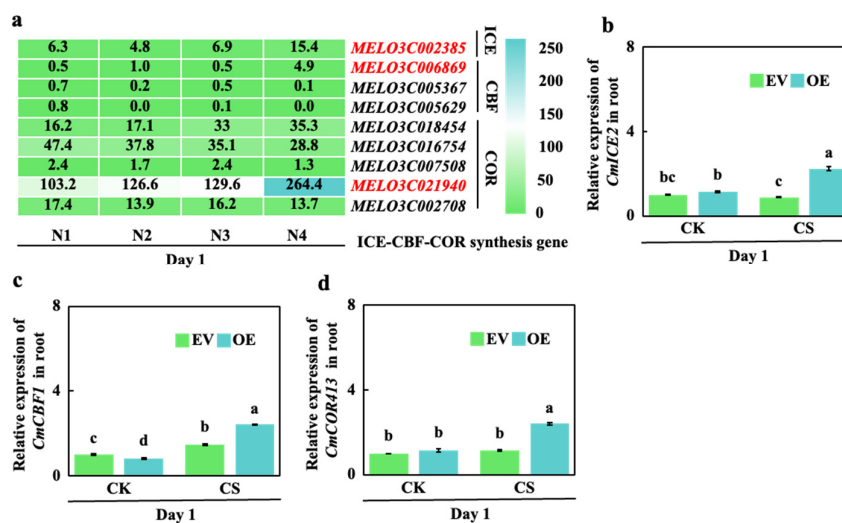 a
6.3 4.8 6.9 15.4 MELO3C002385
0.5 1.0 0.5 4.9 MELO3C006869
0.7 0.2 0.5 0.1 MELO3C005367
0.8 0.0 0.1 0.0 MELO3C005629
16.2 17.1 33 35.3 MELO3C018454
47.4 37.8 35.1 28.8 MELO3C016754
2.4 1.7 2.4 1.3 MELO3C007508
103.2 126.6 129.6 264.4 MELO3C021940
17.4 13.9 16.2 13.7 MELO3C002708
ICE
CBF
COR
250
200
150
100
50
0
N1 N2 N3 N4
Day 1
ICE-CBF-COR synthesis gene
b
Relative expression of
CmICE2 in root
8
4
0
EV OE
bc b c a
CK CS
Day 1
c
Relative expression of
CmCBF1 in root
8
4
0
EV OE
c d b a
CK CS
Day 1
d
Relative expression of
CmCOR413 in root
8
4
0
EV OE
b b b a
CK CS
Day 1